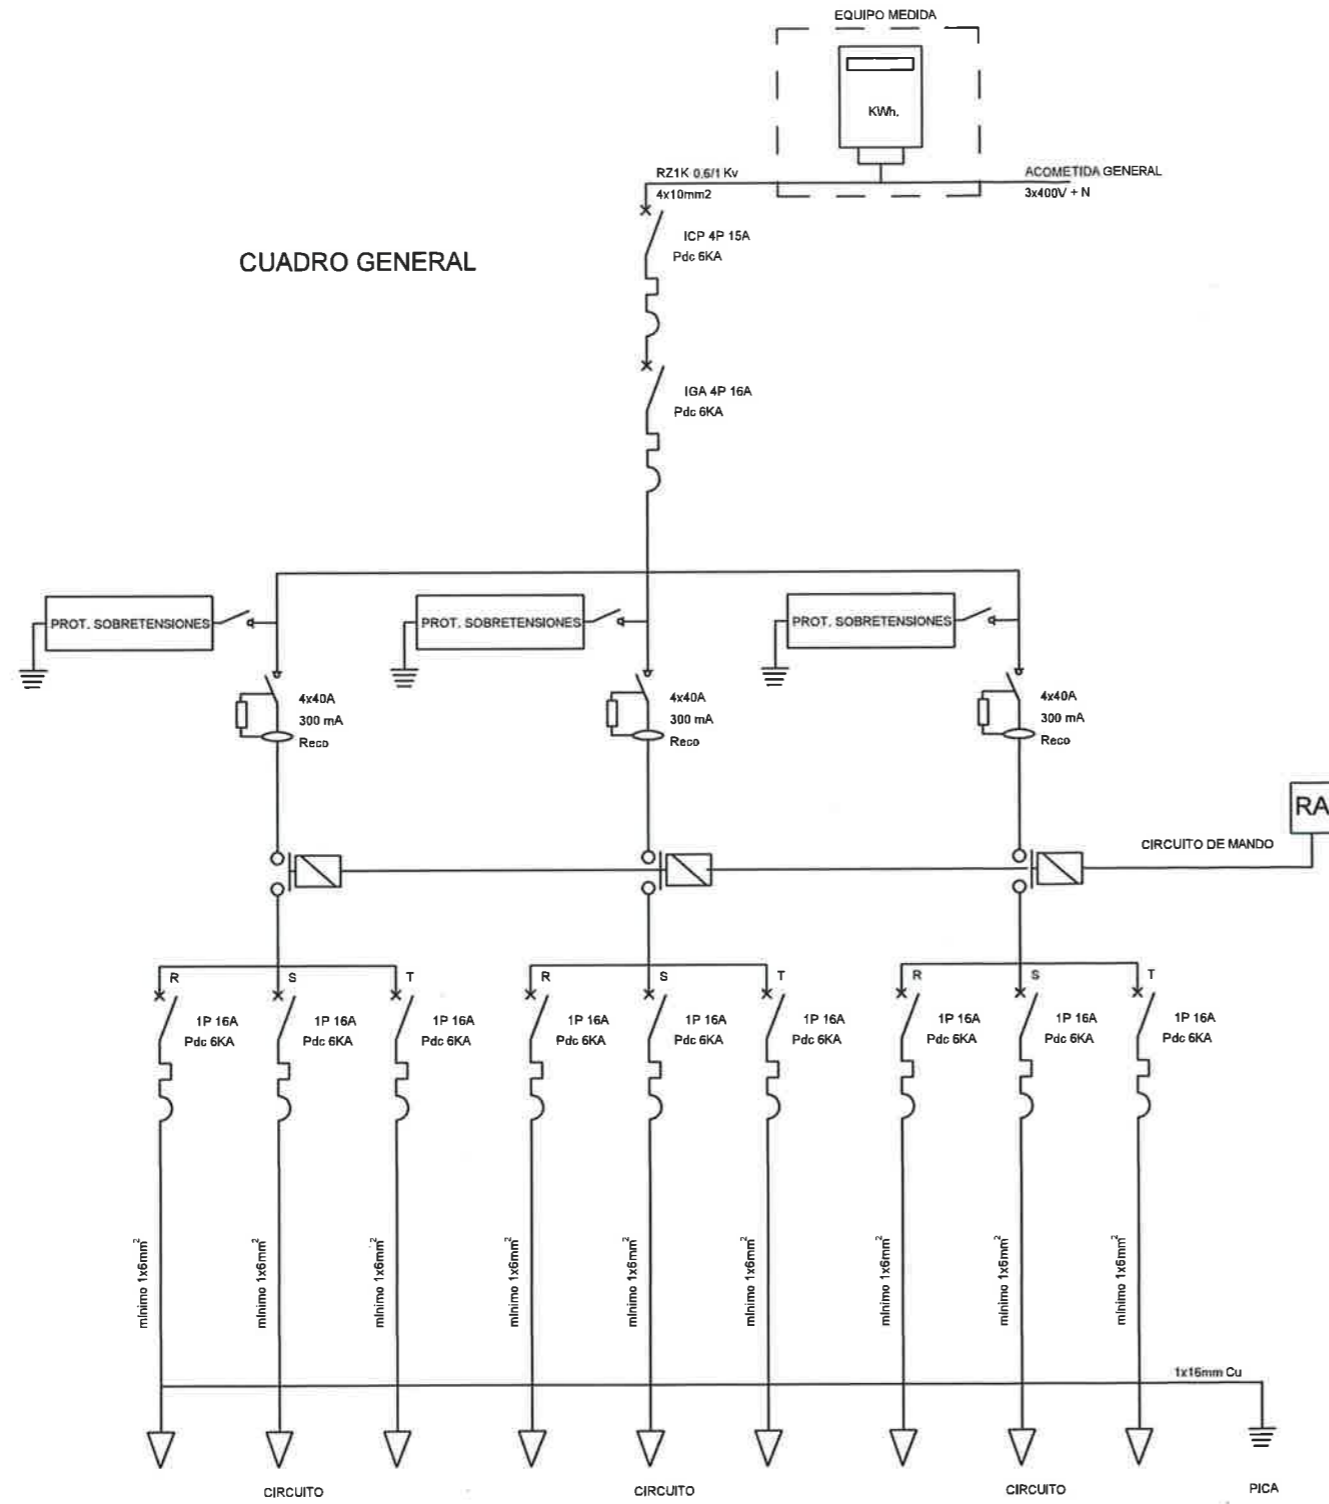 EQUIPO MEDIDA
KWh.
RZ1K 0,6/1 Kv
4x10mm2
ACOMETIDA GENERAL
3x400V + N
ICP 4P 15A
Pdc 6KA
CUADRO GENERAL
IGA 4P 16A
Pdc 6KA
PROT. SOBRETENSIONES
PROT. SOBRETENSIONES
PROT. SOBRETENSIONES
4x40A
300 mA
Reco
4x40A
300 mA
Reco
4x40A
300 mA
Reco
RA
CIRCUITO DE MANDO
R
S
T
R
S
T
R
S
T
1P 16A
Pdc 6KA
1P 16A
Pdc 6KA
1P 16A
Pdc 6KA
1P 16A
Pdc 6KA
1P 16A
Pdc 6KA
1P 16A
Pdc 6KA
1P 16A
Pdc 6KA
1P 16A
Pdc 6KA
1P 16A
Pdc 6KA
mínimo 1x6mm²
mínimo 1x6mm²
mínimo 1x6mm²
mínimo 1x6mm²
mínimo 1x6mm²
mínimo 1x6mm²
mínimo 1x6mm²
mínimo 1x6mm²
mínimo 1x6mm²
1x16mm Cu
CIRCUITO
CIRCUITO
CIRCUITO
PICA